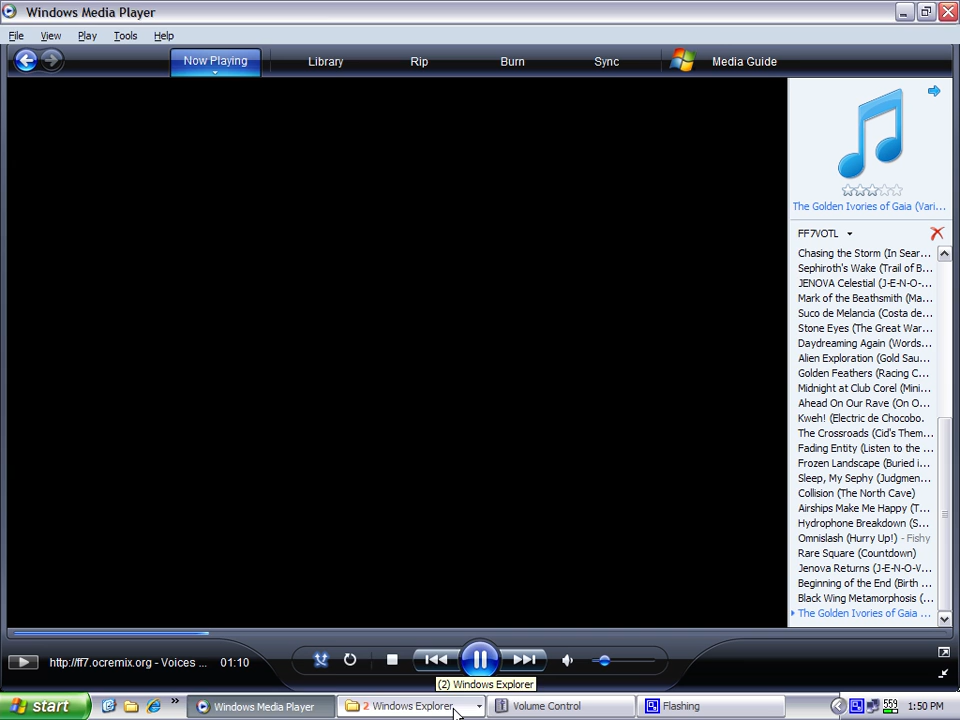 Windows Media Player
File View Play Tools Help
Now Playing Library Rip Burn Sync Media Guide
The Golden Ivories of Gaia (Vari...
FF7VOTL
Chasing the Storm (In Sear...
Sephiroth's Wake (Trail of B...
JENOVA Celestial (J-E-N-O-...
Mark of the Beathsmith (Ma...
Suco de Melancia (Costa de...
Stone Eyes (The Great War...
Daydreaming Again (Words...
Alien Exploration (Gold Sau...
Golden Feathers (Racing C...
Midnight at Club Corel (Mini...
Ahead On Our Rave (On O...
Kweh! (Electric de Chocobo.
The Crossroads (Cid's Them...
Fading Entity (Listen to the ...
Frozen Landscape (Buried i...
Sleep, My Sephy (Judgmen...
Collision (The North Cave)
Airships Make Me Happy (T...
Hydrophone Breakdown (S...
Omnislash (Hurry Up!) - Fishy
Rare Square (Countdown)
Jenova Returns (J-E-N-O-V...
Beginning of the End (Birth ...
Black Wing Metamorphosis (...
The Golden Ivories of Gaia ...
http://ff7.ocremix.org - Voices ... 01:10
(2) Windows Explorer
start » Windows Media Player 2 Windows Explorer Volume Control Flashing 559 1:50 PM